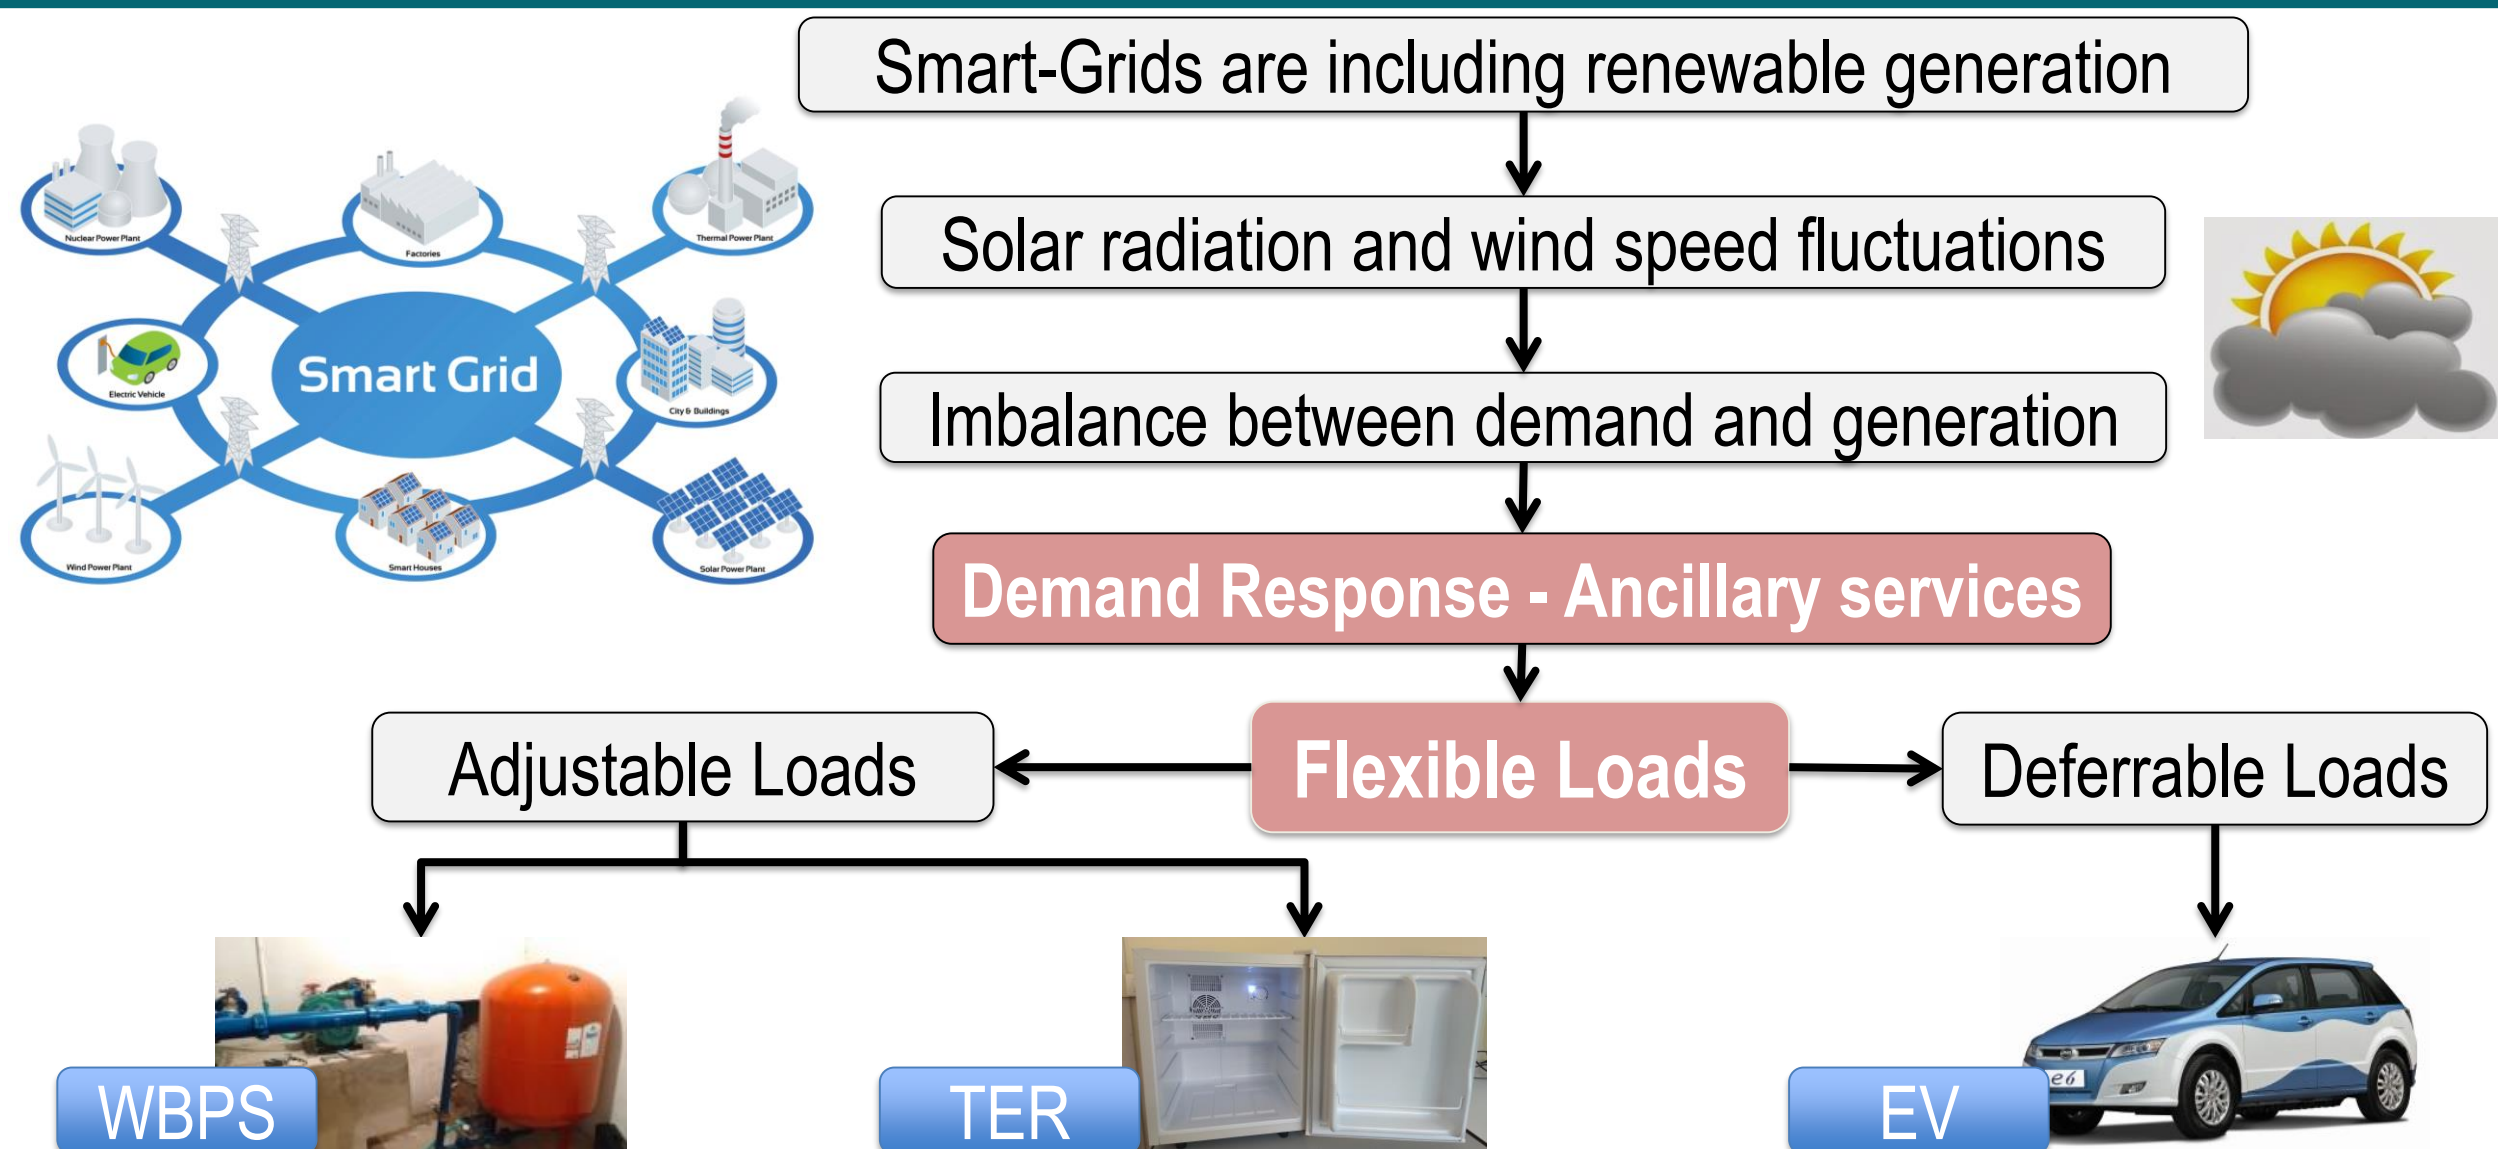 Smart-Grids are including renewable generation
Solar radiation and wind speed fluctuations
Imbalance between demand and generation
Demand Response - Ancillary services
Flexible Loads
Adjustable Loads
Deferrable Loads
Nuclear Power Plant
Factories
Thermal Power Plant
Electric Vehicle
Smart Grid
City & Buildings
Wind Power Plant
Smart Houses
Solar Power Plant
WBPS
TER
EV
e6